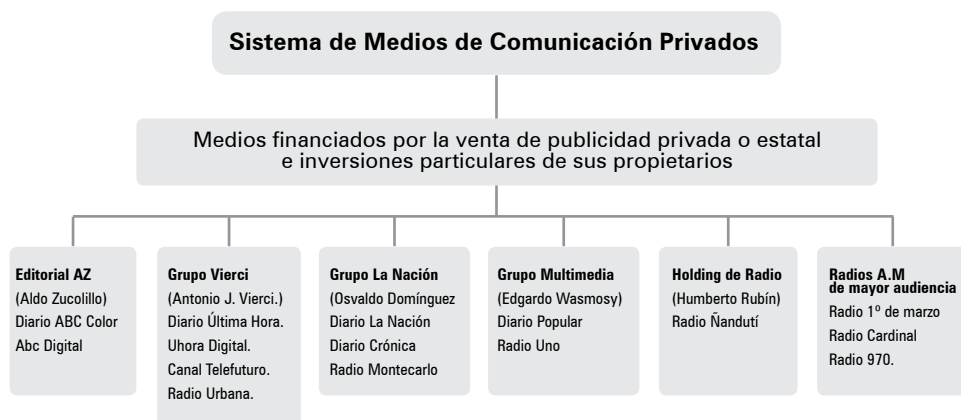 Sistema de Medios de Comunicación Privados
Medios financiados por la venta de publicidad privada o estatal
e inversiones particulares de sus propietarios
Editorial AZ
(Aldo Zucolillo)
Diario ABC Color
Abc Digital
Grupo Vierci
(Antonio J. Vierci.)
Diario Última Hora.
Uhora Digital.
Canal Telefuturo.
Radio Urbana.
Grupo La Nación
(Osvaldo Domínguez
Diario La Nación
Diario Crónica
Radio Montecarlo
Grupo Multimedia
(Edgardo Wasmosy)
Diario Popular
Radio Uno
Holding de Radio
(Humberto Rubín)
Radio Ñandutí
Radios A.M
de mayor audiencia
Radio 1º de marzo
Radio Cardinal
Radio 970.